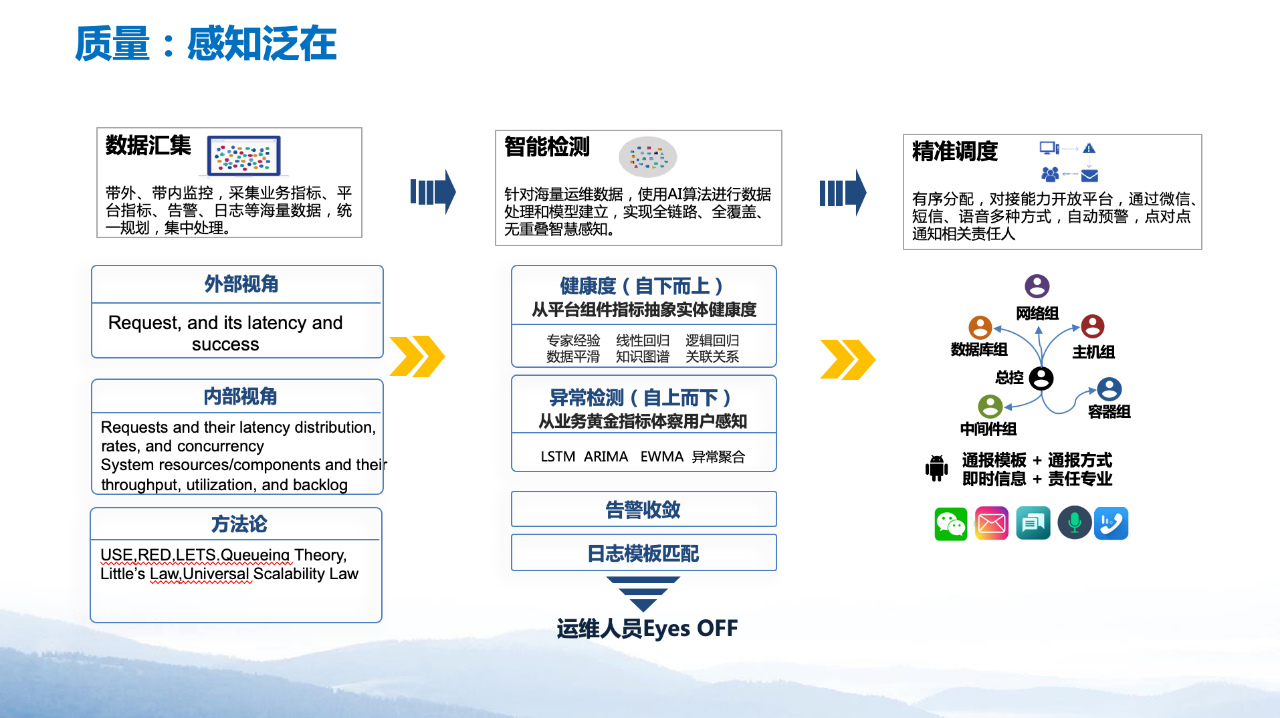 质量：感知泛在
数据汇集
带外、带内监控，采集业务指标、平
台指标、告警、日志等海量数据，统
一规划，集中处理。
智能检测
针对海量运维数据，使用AI算法进行数据
处理和模型建立，实现全链路、全覆盖、
无重叠智慧感知。
精准调度
有序分配，对接能力开放平台，通过微信、
短信、语音多种方式，自动预警，点对点
通知相关责任人
外部视角
Request, and its latency and
success
内部视角
Requests and their latency distribution,
rates, and concurrency
System resources/components and their
throughput, utilization, and backlog
方法论
USE,RED,LETS.Queueing Theory,
Little’s Law,Universal Scalability Law
健康度（自下而上）
从平台组件指标抽象实体健康度
专家经验 线性回归 逻辑回归
数据平滑 知识图谱 关联关系
异常检测（自上而下）
从业务黄金指标体察用户感知
LSTM ARIMA EWMA 异常聚合
告警收敛
日志模板匹配
运维人员Eyes OFF
网络组
数据库组
主机组
总控
容器组
中间件组
通报模板 + 通报方式
即时信息 + 责任专业